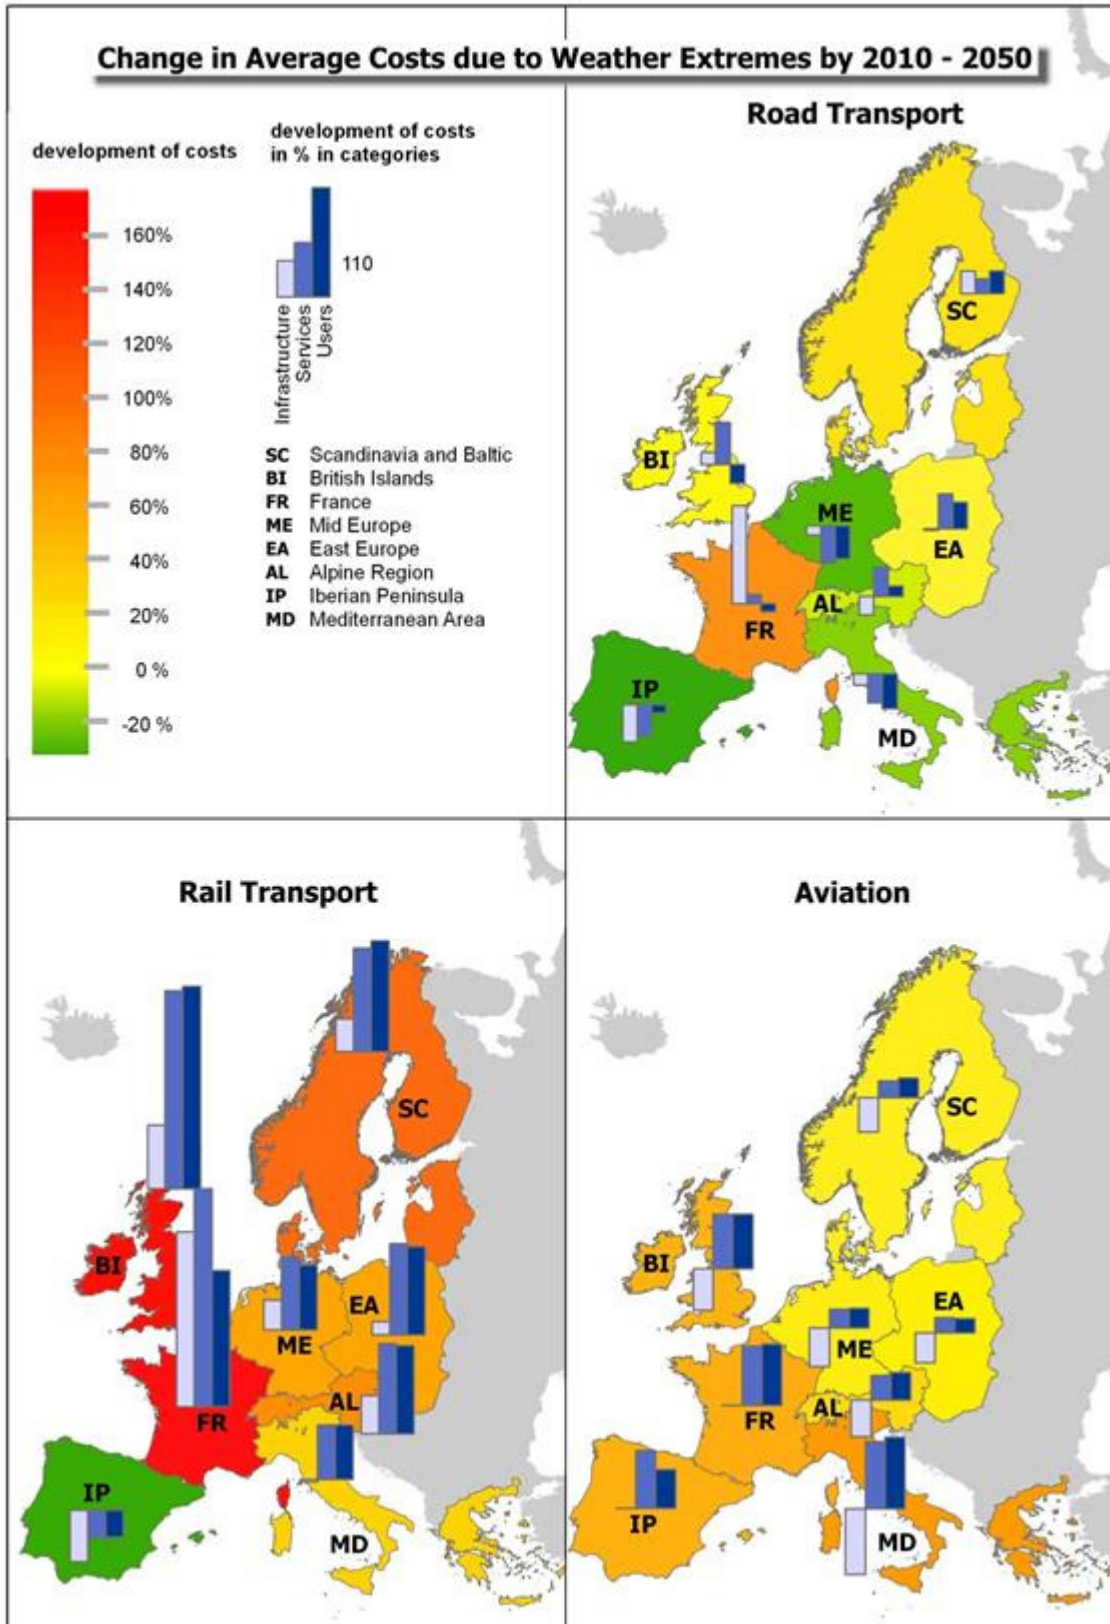 Change in Average Costs due to Weather Extremes by 2010 - 2050
development of costs
160%
140%
120%
100%
80%
60%
40%
20%
0 %
-20 %
development of costs
in % in categories
110
Infrastructure
Services
Users
SC Scandinavia and Baltic
BI British Islands
FR France
ME Mid Europe
EA East Europe
AL Alpine Region
IP Iberian Peninsula
MD Mediterranean Area
Road Transport
SC
BI
ME
EA
AL
FR
IP
MD
Rail Transport
SC
BI
EA
ME
AL
FR
IP
MD
Aviation
SC
BI
EA
ME
AL
FR
IP
MD